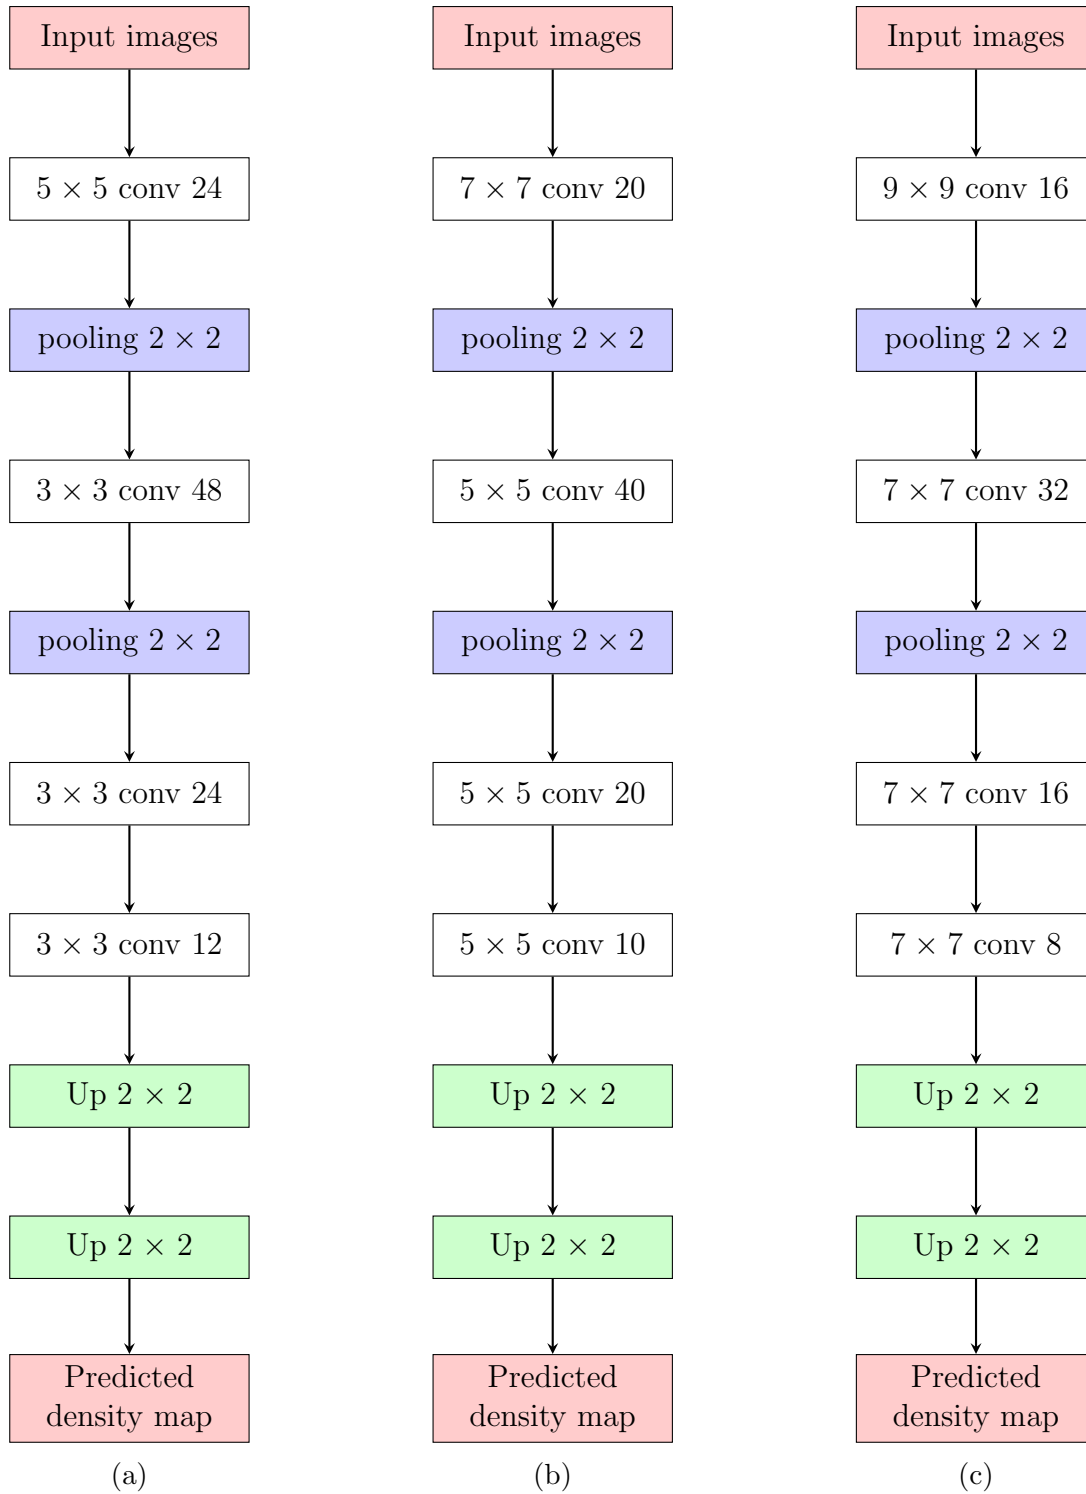 Input images
5 × 5 conv 24
pooling 2 × 2
3 × 3 conv 48
pooling 2 × 2
3 × 3 conv 24
3 × 3 conv 12
Up 2 × 2
Up 2 × 2
Predicted
density map
(a)
Input images
7 × 7 conv 20
pooling 2 × 2
5 × 5 conv 40
pooling 2 × 2
5 × 5 conv 20
5 × 5 conv 10
Up 2 × 2
Up 2 × 2
Predicted
density map
(b)
Input images
9 × 9 conv 16
pooling 2 × 2
7 × 7 conv 32
pooling 2 × 2
7 × 7 conv 16
7 × 7 conv 8
Up 2 × 2
Up 2 × 2
Predicted
density map
(c)